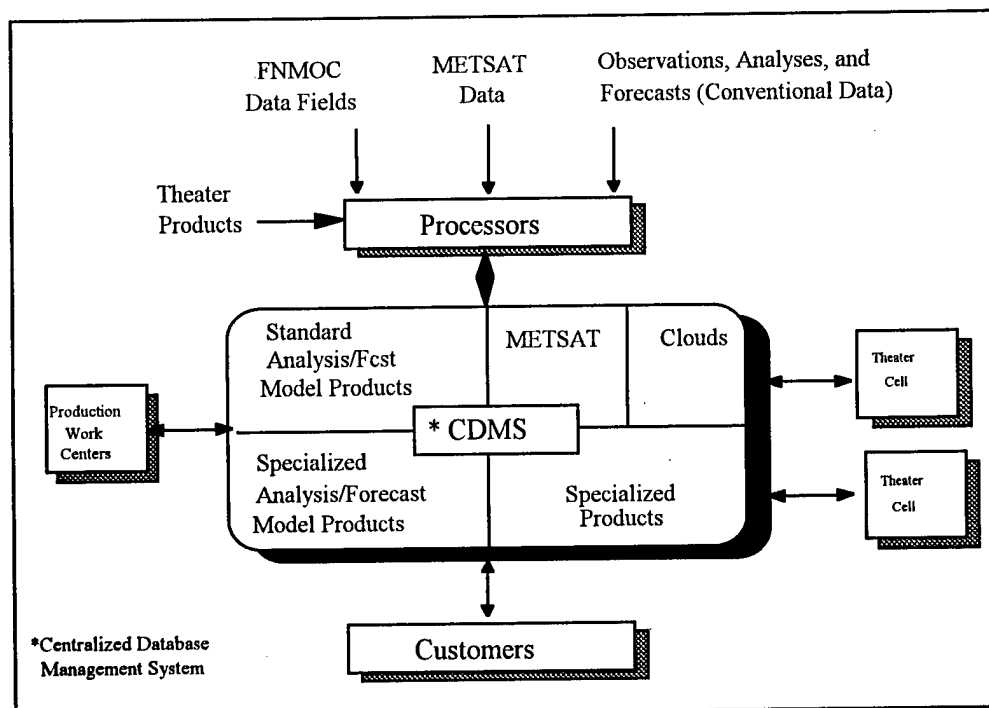 FNMOC
Data Fields
METSAT
Data
Observations, Analyses, and
Forecasts (Conventional Data)
Theater
Products
Processors
Standard
Analysis/Fcst
Model Products
METSAT
Clouds
Theater
Cell
Production
Work
Centers
* CDMS
Specialized
Analysis/Forecast
Model Products
Specialized
Products
Theater
Cell
*Centralized Database
Management System
Customers